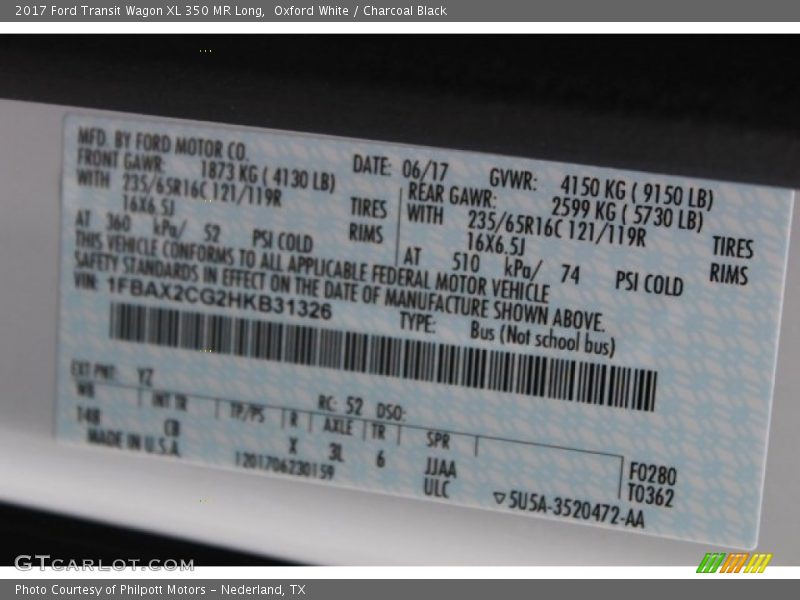 2017 Ford Transit Wagon XL 350 MR Long,  Oxford White / Charcoal Black
MFD. BY FORD MOTOR CO.
DATE: 06/17
GVWR: 4150 KG ( 9150 LB)
FRONT GAWR: 1873 KG ( 4130 LB)
WITH 235/65R16C 121/119R TIRES
16X6.5J RIMS
AT 360 kPa/ 52 PSI COLD
REAR GAWR: 2599 KG ( 5730 LB)
WITH 235/65R16C 121/119R TIRES
16X6.5J RIMS
AT 510 kPa/ 74 PSI COLD
THIS VEHICLE CONFORMS TO ALL APPLICABLE FEDERAL MOTOR VEHICLE
SAFETY STANDARDS IN EFFECT ON THE DATE OF MANUFACTURE SHOWN ABOVE.
VIN: 1FBAX2CG2HKB31326
TYPE: Bus (Not school bus)
EXT PNT: YZ
RC: 52 DSO:
WB INT TR TP/PS R AXLE TR SPR
148 CB X 3L 6 JJAA
ULC
F0280
T0362
MADE IN U.S.A.
1201706230159
5U5A-3520472-AA
GTCARLOT.COM
Photo Courtesy of Philpott Motors – Nederland, TX